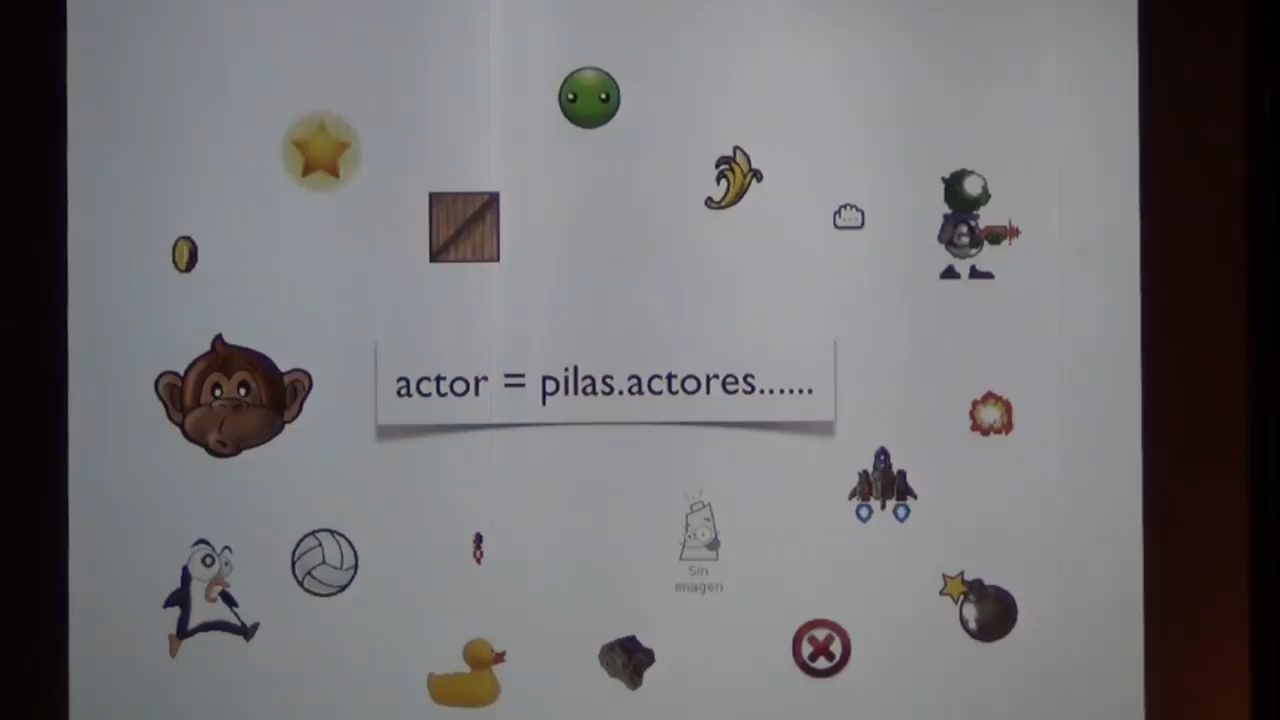 actor = pilas.actores......
Sin
imagen